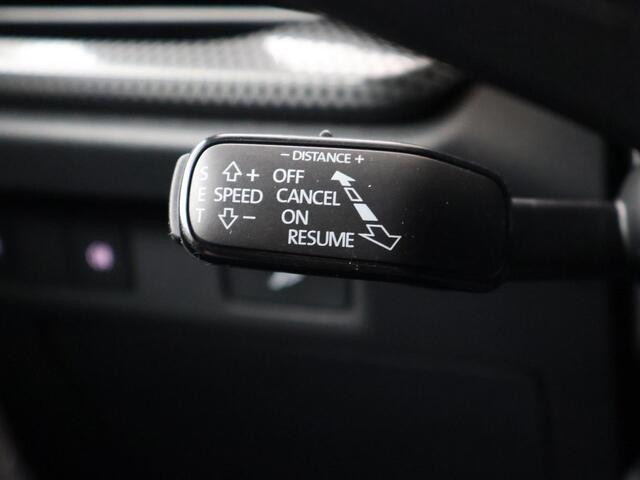 − DISTANCE +
S + OFF
E SPEED CANCEL
T − ON
RESUME